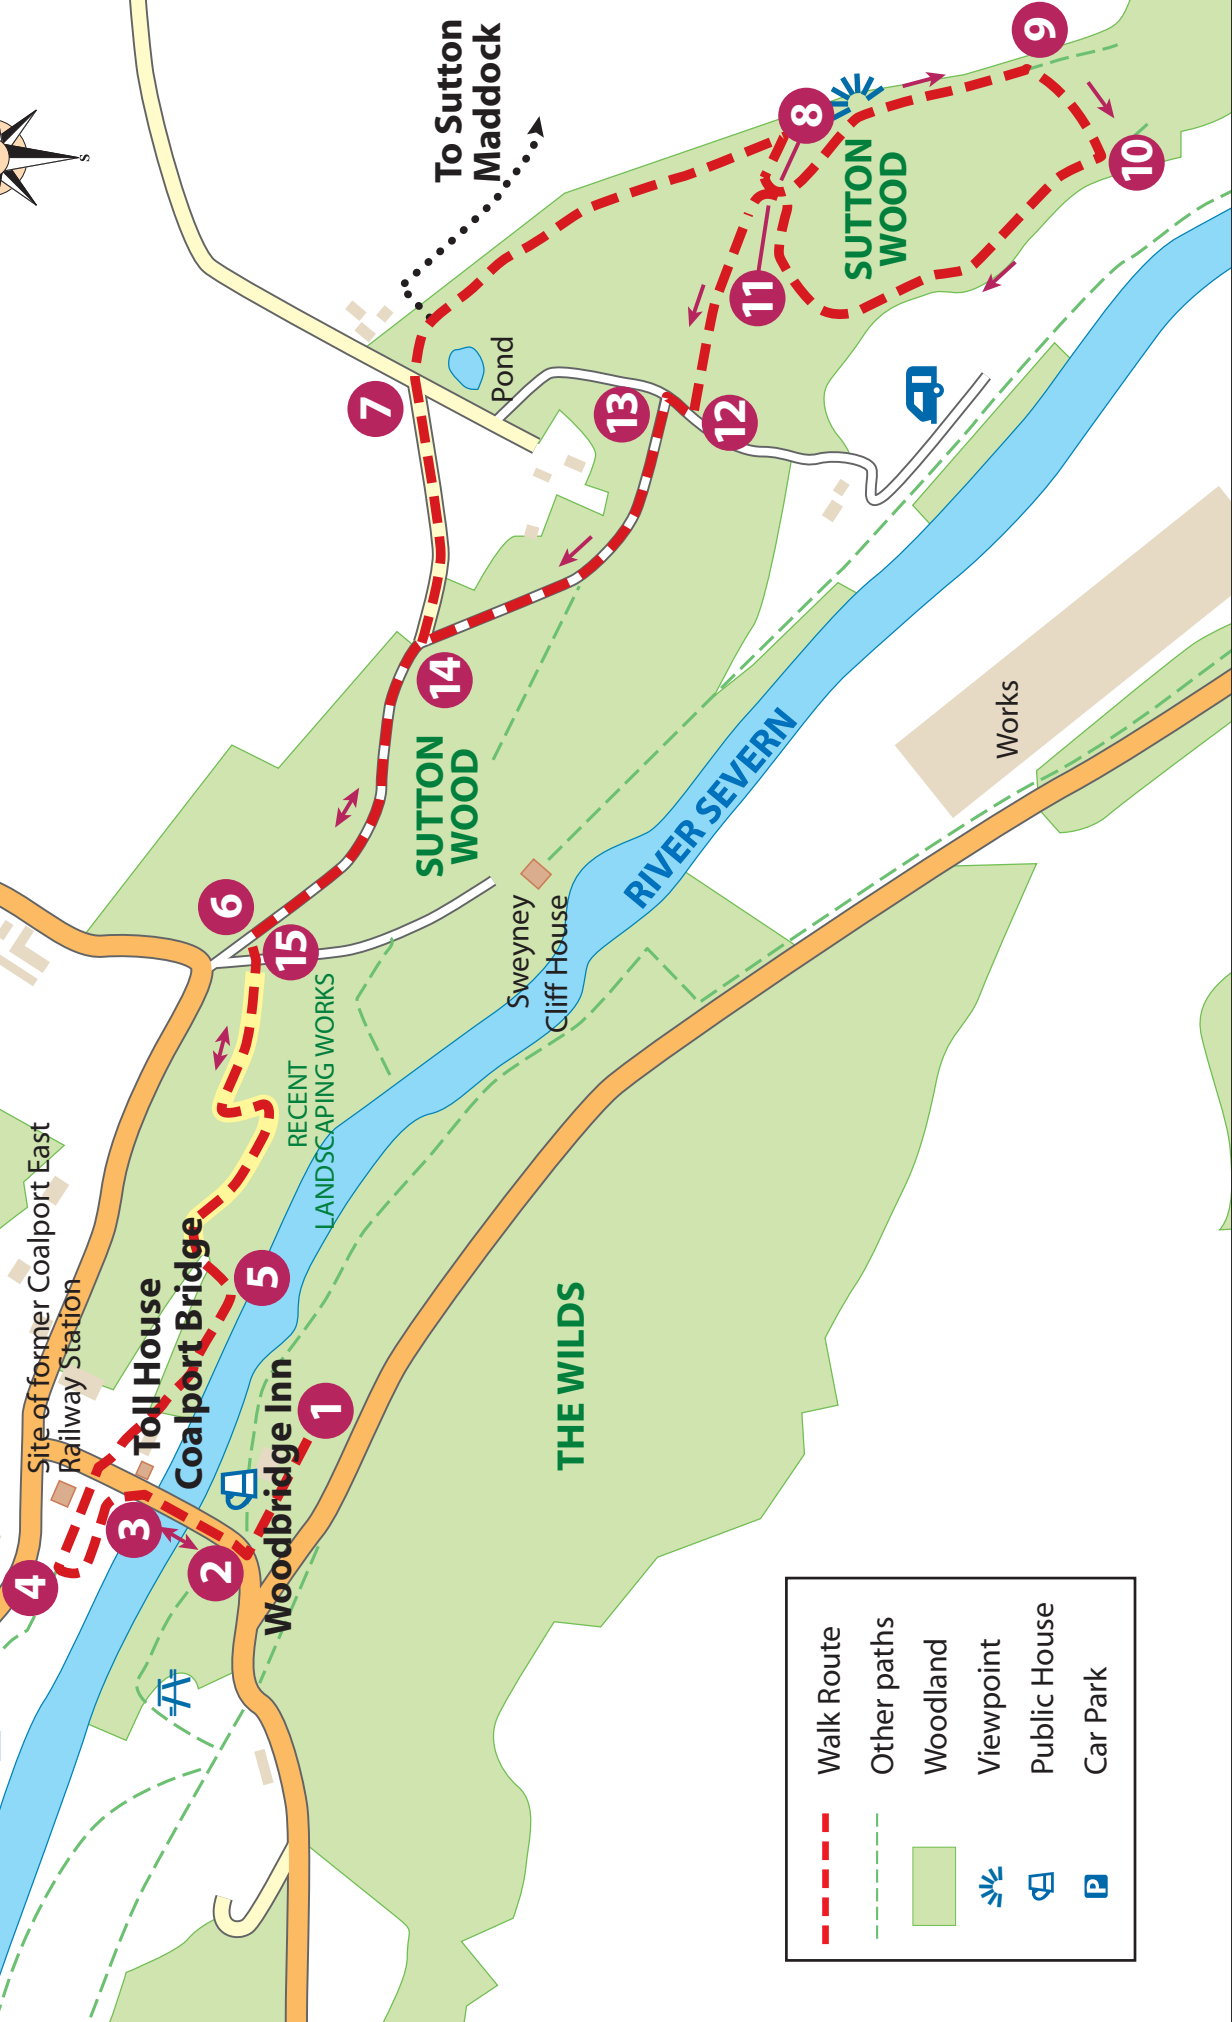 Site of former Coalport East
Railway Station
Toll House
Coalport Bridge
Woodbridge Inn
RECENT
LANDSCAPING WORKS
Sweyney
Cliff House
SUTTON
WOOD
RIVER SEVERN
THE WILDS
Works
Pond
To Sutton
Maddock
SUTTON
WOOD
S
1
2
3
4
5
6
7
8
9
10
11
12
13
14
15
Walk Route
Other paths
Woodland
Viewpoint
Public House
P Car Park